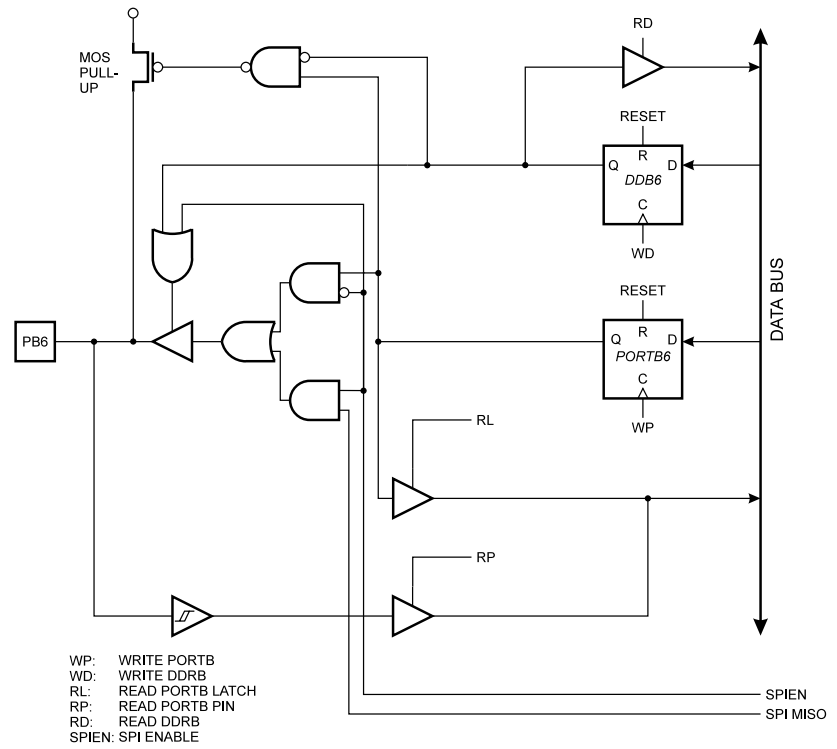 RD
MOS
PULL-
UP
RESET
R
Q D
DDB6
C
WD
RESET
R
Q D
PORTB6
C
WP
DATA BUS
PB6
RL
RP
WP: WRITE PORTB
WD: WRITE DDRB
RL: READ PORTB LATCH
RP: READ PORTB PIN
RD: READ DDRB
SPIEN: SPI ENABLE
SPIEN
SPI MISO